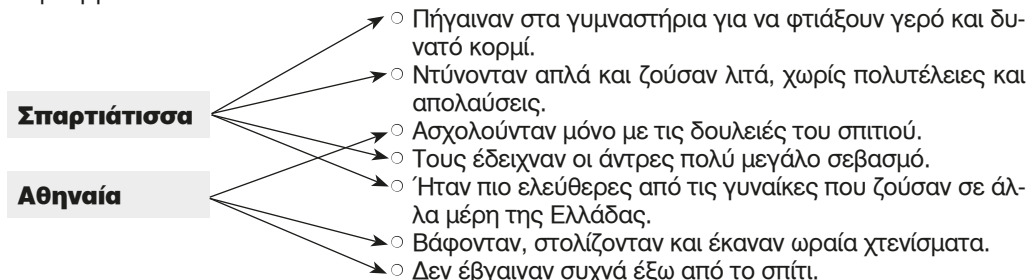 Πήγαιναν στα γυμναστήρια για να φτιάξουν γερό και δυ-
νατό κορμί.
Ντύνονταν απλά και ζούσαν λιτά, χωρίς πολυτέλειες και
απολαύσεις.
Σπαρτιάτισσα
Ασχολούνταν μόνο με τις δουλειές του σπιτιού.
Τους έδειχναν οι άντρες πολύ μεγάλο σεβασμό.
Αθηναία
Ήταν πιο ελεύθερες από τις γυναίκες που ζούσαν σε άλ-
λα μέρη της Ελλάδας.
Βάφονταν, στολίζονταν και έκαναν ωραία χτενίσματα.
Δεν έβγαιναν συχνά έξω από το σπίτι.